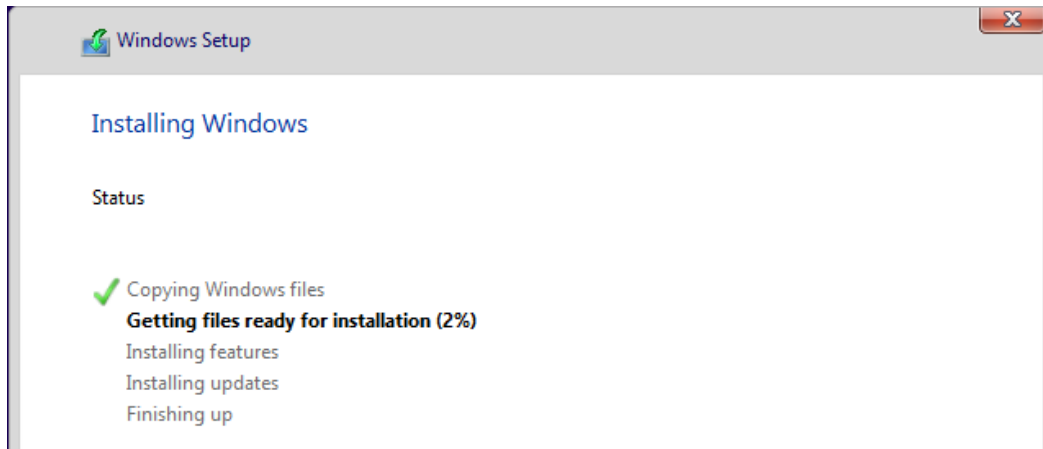 Windows Setup
Installing Windows
Status
Copying Windows files
Getting files ready for installation (2%)
Installing features
Installing updates
Finishing up